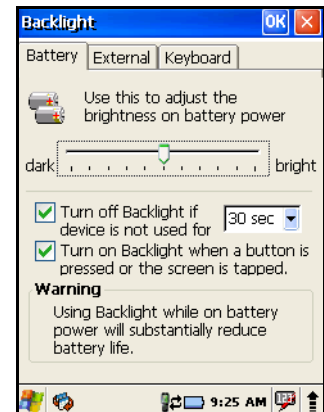 Backlight OK
Battery External Keyboard
Use this to adjust the
brightness on battery power
dark bright
Turn off Backlight if
device is not used for 30 sec
Turn on Backlight when a button is
pressed or the screen is tapped.
Warning
Using Backlight while on battery
power will substantially reduce
battery life.
9:25 AM 123